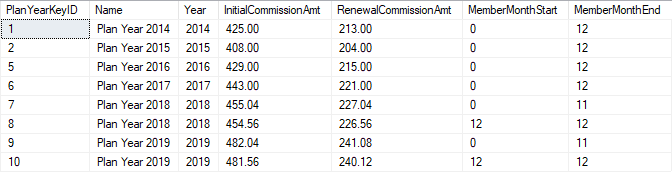 PlanYearKeyID Name Year InitialCommissionAmt RenewalCommissionAmt MemberMonthStart MemberMonthEnd
1 Plan Year 2014 2014 425.00 213.00 0 12
2 Plan Year 2015 2015 408.00 204.00 0 12
5 Plan Year 2016 2016 429.00 215.00 0 12
6 Plan Year 2017 2017 443.00 221.00 0 12
7 Plan Year 2018 2018 455.04 227.04 0 11
8 Plan Year 2018 2018 454.56 226.56 12 12
9 Plan Year 2019 2019 482.04 241.08 0 11
10 Plan Year 2019 2019 481.56 240.12 12 12